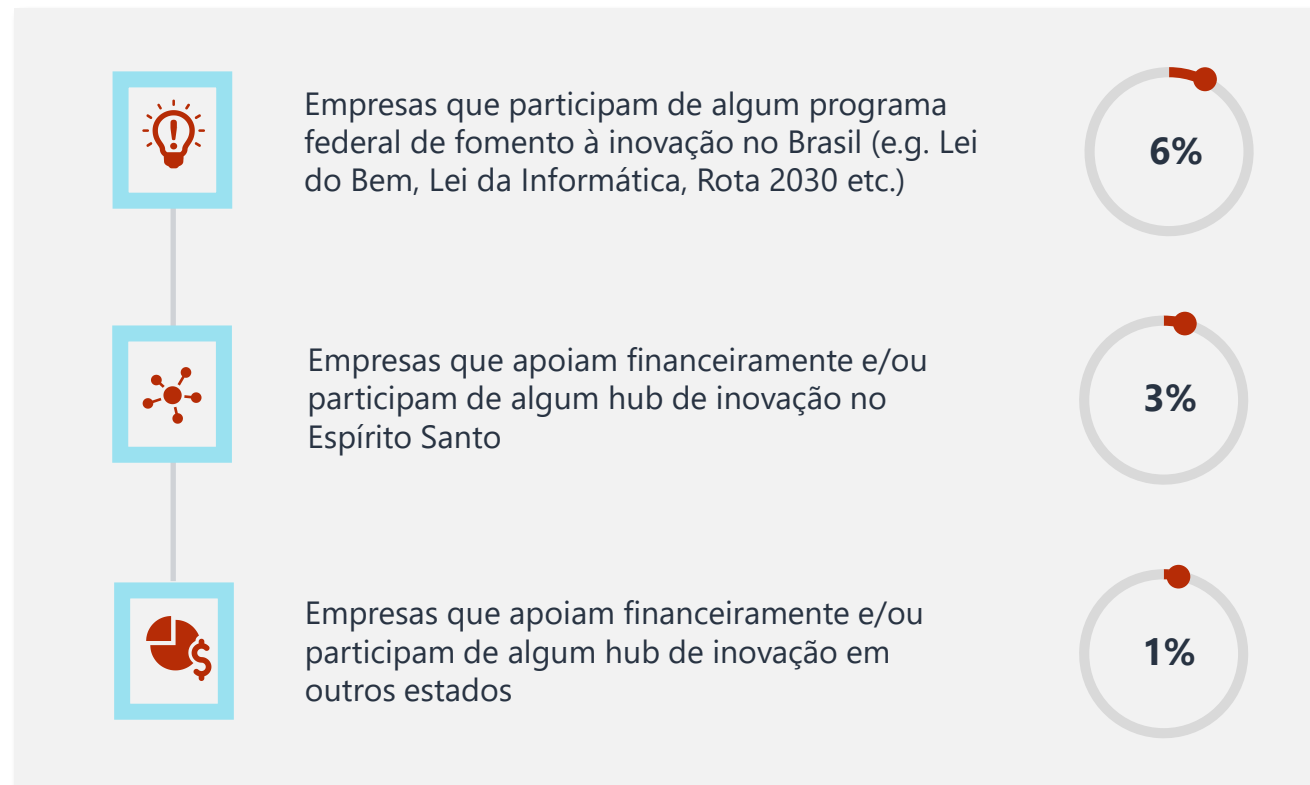 Empresas que participam de algum programa
federal de fomento à inovação no Brasil (e.g. Lei
do Bem, Lei da Informática, Rota 2030 etc.)
6%
Empresas que apoiam financeiramente e/ou
participam de algum hub de inovação no
Espírito Santo
3%
Empresas que apoiam financeiramente e/ou
participam de algum hub de inovação em
outros estados
1%